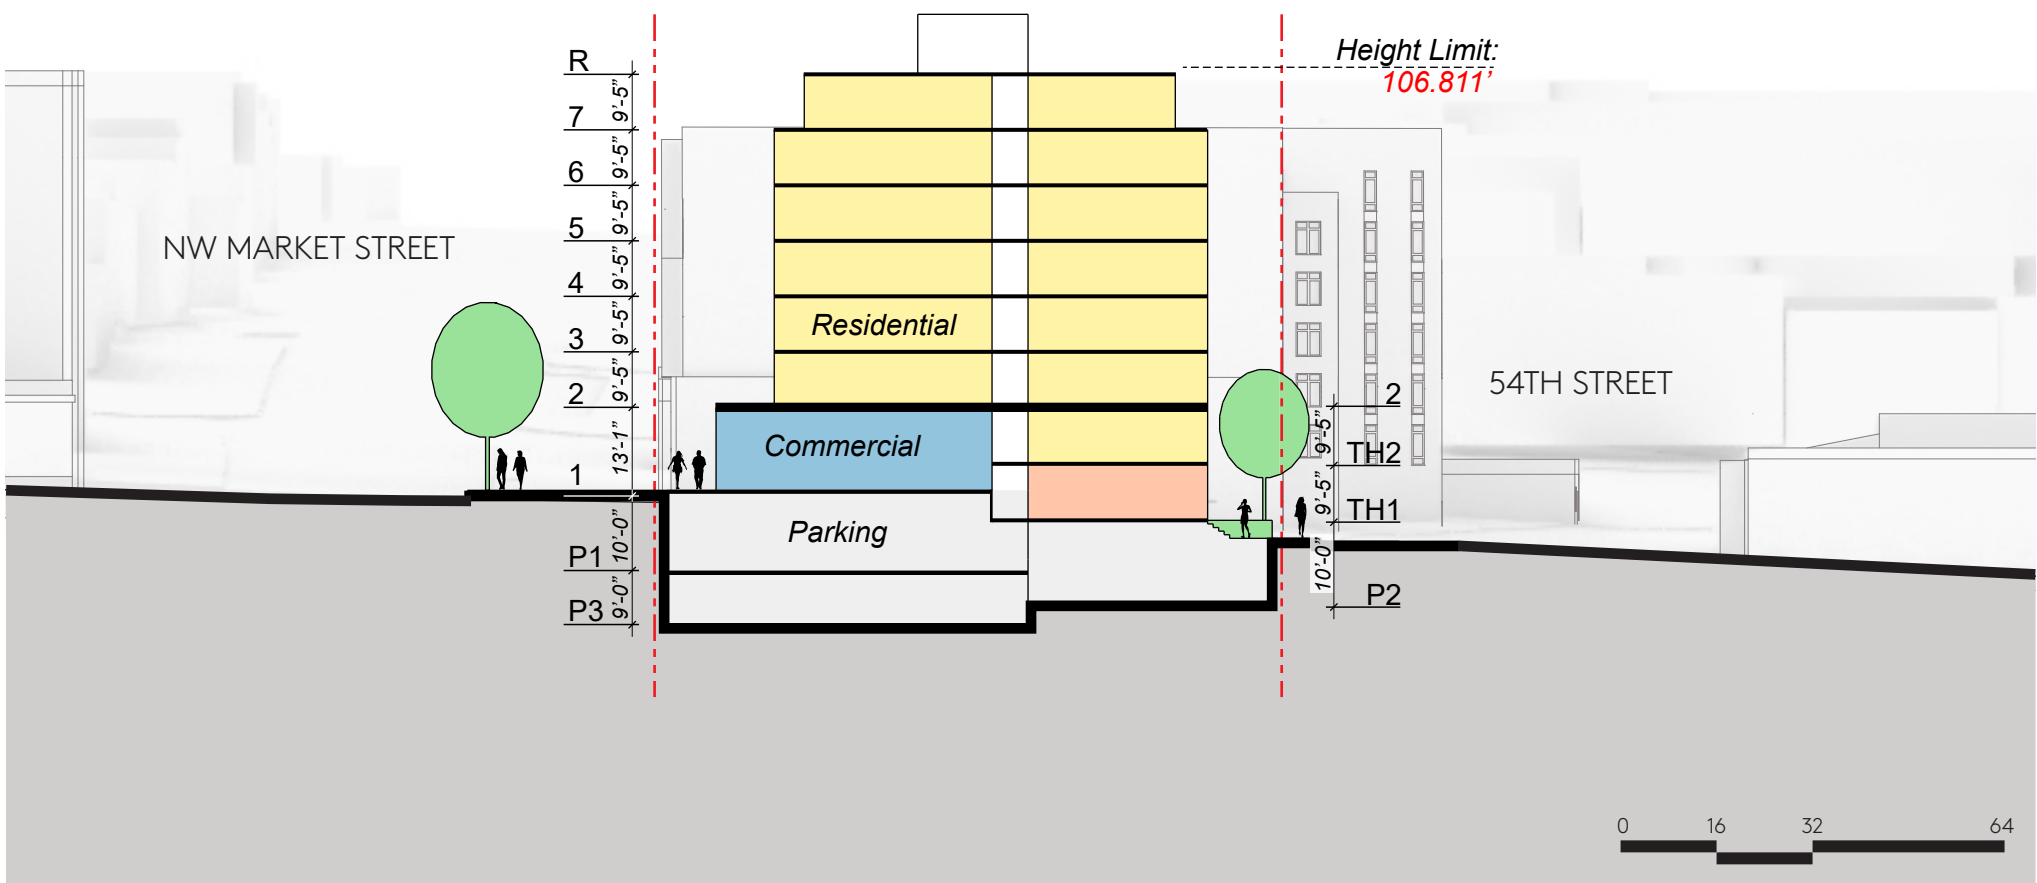 Height Limit:
106.811’
R
9’-5”
7
9’-5”
6
9’-5”
5
9’-5”
4
9’-5”
3
9’-5”
2
13’-1”
1
10’-0”
P1
9’-0”
P3
NW MARKET STREET
Residential
Commercial
Parking
54TH STREET
2
9’-5”
TH2
9’-5”
TH1
10’-0”
P2
0 16 32 64